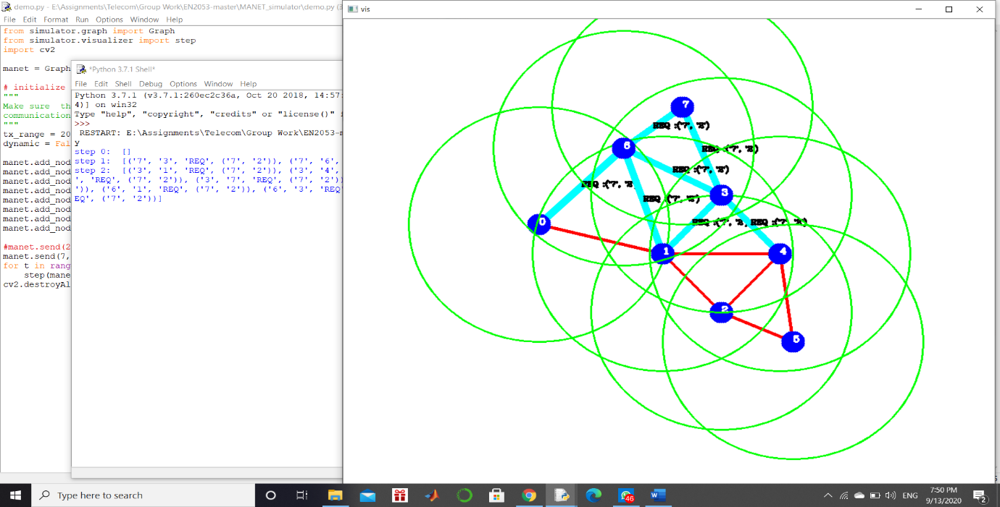 demo.py - E:\Assignments\Telecom\Group Work\EN2053-master\MANET_simulator\demo.py (3
File Edit Format Run Options Window Help
from simulator.graph import Graph
from simulator.visualizer import step
import cv2
manet = Graph
# initialize
"""
Make sure th
communication
"""
tx_range = 20
dynamic = Fal
manet.add_nod
manet.add_nod
manet.add_nod
manet.add_nod
manet.add_nod
manet.add_nod
manet.add_nod
manet.add_nod
#manet.send(2
manet.send(7,
for t in rang
step(mane
cv2.destroyAl
*Python 3.7.1 Shell*
File Edit Shell Debug Options Window Help
Python 3.7.1 (v3.7.1:260ec2c36a, Oct 20 2018, 14:57:
4)] on win32
Type "help", "copyright", "credits" or "license()"
>>>
RESTART: E:\Assignments\Telecom\Group Work\EN2053-m
y
step 0: []
step 1: [('7', '3', 'REQ', ('7', '2')), ('7', '6',
step 2: [('3', '1', 'REQ', ('7', '2')), ('3', '4',
', 'REQ', ('7', '2')), ('3', '7', 'REQ', ('7', '2'))
')), ('6', '1', 'REQ', ('7', '2')), ('6', '3', 'REQ'
EQ', ('7', '2'))]
vis
7
REQ :('7', '2')
6
REQ :('7', '2')
REQ :('7', '2')
REQ :('7', '2
3
REQ :('7', '2')
0
REQ :('7', '2
REQ :('7', '2')
1
4
2
5
Type here to search
46
ENG
7:50 PM
9/13/2020
2